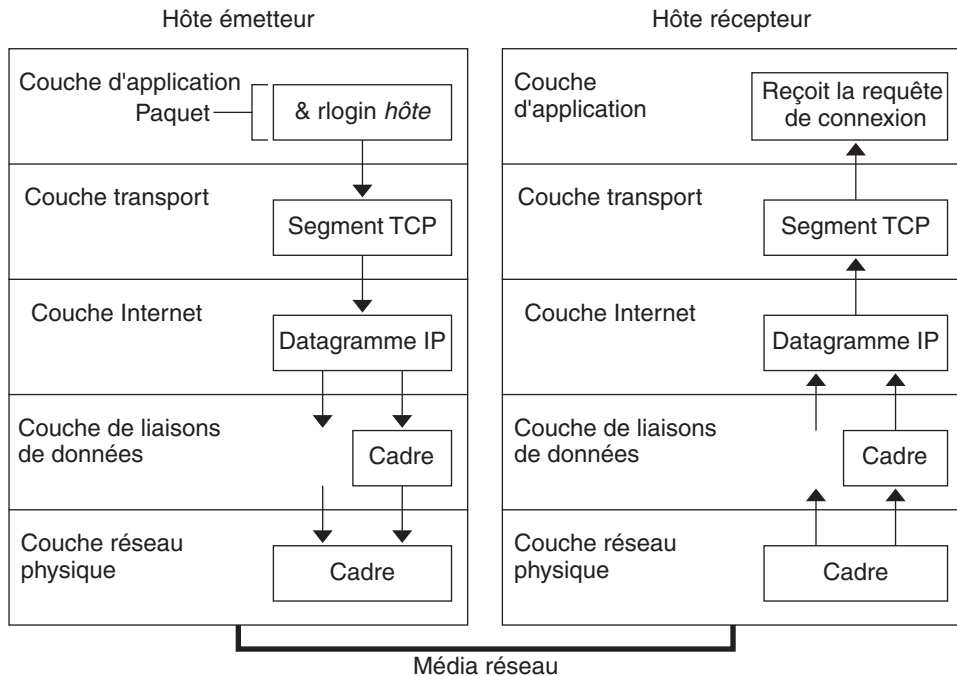 Hôte émetteur
Couche d'application
Paquet
& rlogin hôte
Couche transport
Segment TCP
Couche Internet
Datagramme IP
Couche de liaisons
de données
Cadre
Couche réseau
physique
Cadre
Hôte récepteur
Couche
d'application
Reçoit la requête
de connexion
Couche transport
Segment TCP
Couche Internet
Datagramme IP
Couche de liaisons
de données
Cadre
Couche réseau
physique
Cadre
Média réseau